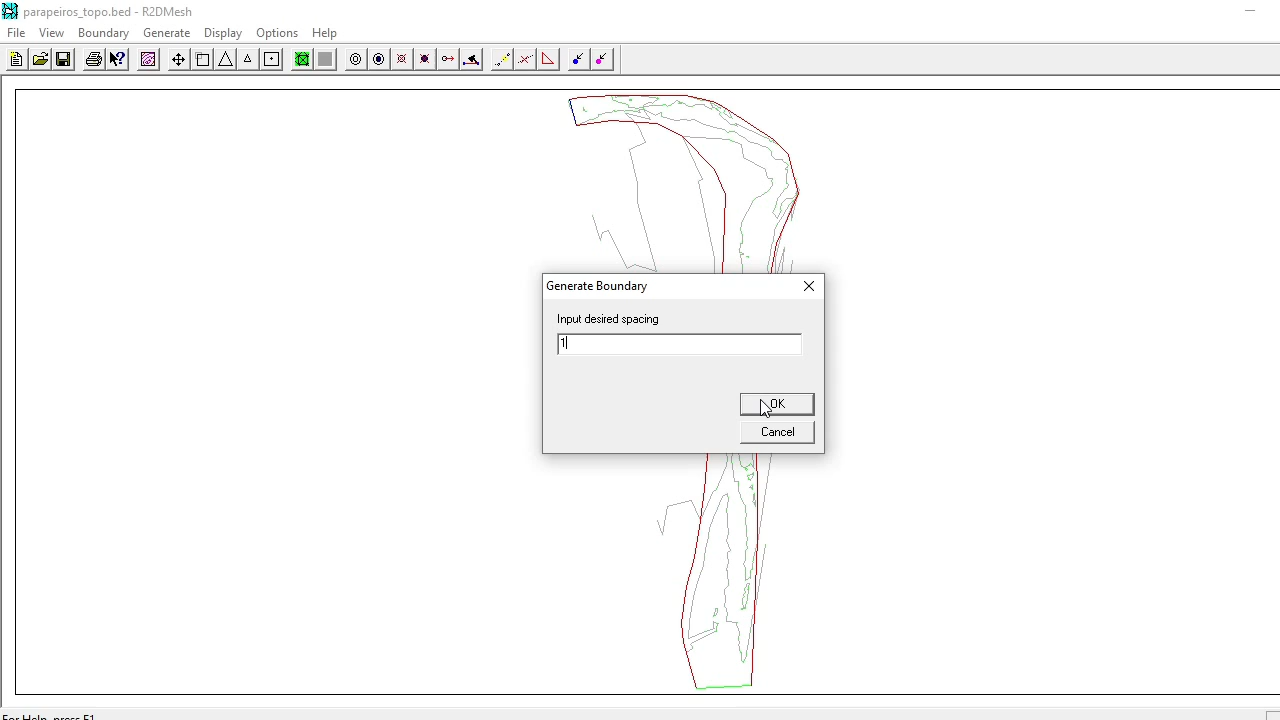 parapeiros_topo.bed - R2DMesh
File View Boundary Generate Display Options Help
Generate Boundary
Input desired spacing
1
OK
Cancel
For Help, press F1